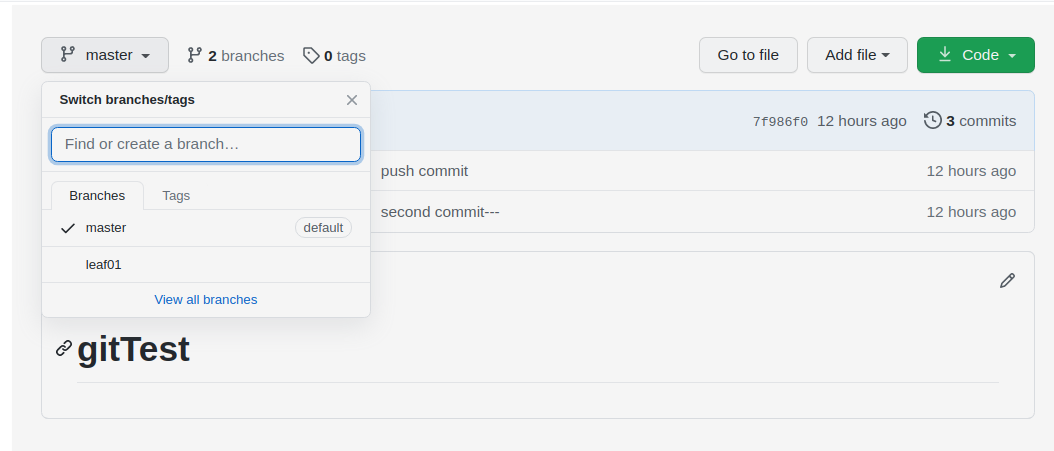 master 2 branches 0 tags Go to file Add file Code
Switch branches/tags
7f986f0 12 hours ago 3 commits
Find or create a branch…
push commit 12 hours ago
Branches Tags
second commit--- 12 hours ago
master default
leaf01
View all branches
gitTest